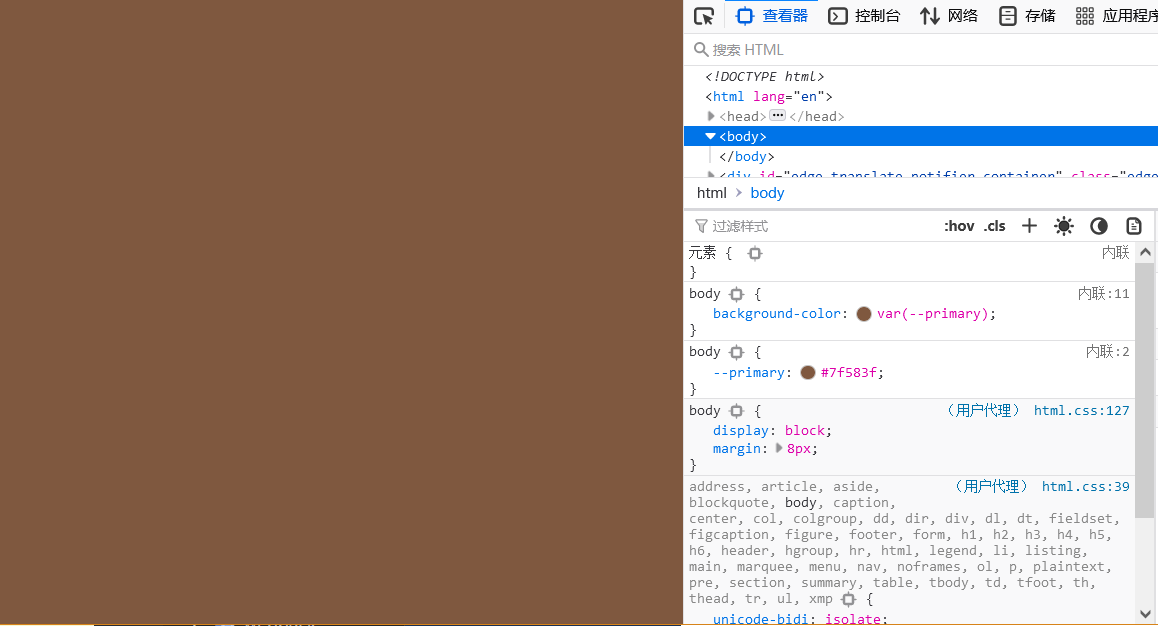 查看器 控制台 网络 存储 应用程序
搜索 HTML
<!DOCTYPE html>
<html lang="en">
<head> ••• </head>
<body>
</body>
<div id="edge-translate-notifier-container" class="edge
html > body
过滤样式 :hov .cls
元素 { 内联
}
body { 内联:11
background-color: var(--primary);
}
body { 内联:2
--primary: #7f583f;
}
body { （用户代理） html.css:127
display: block;
margin: 8px;
}
address, article, aside, （用户代理） html.css:39
blockquote, body, caption,
center, col, colgroup, dd, dir, div, dl, dt, fieldset,
figcaption, figure, footer, form, h1, h2, h3, h4, h5,
h6, header, hgroup, hr, html, legend, li, listing,
main, marquee, menu, nav, noframes, ol, p, plaintext,
pre, section, summary, table, tbody, td, tfoot, th,
thead, tr, ul, xmp {
unicode-bidi: isolate;